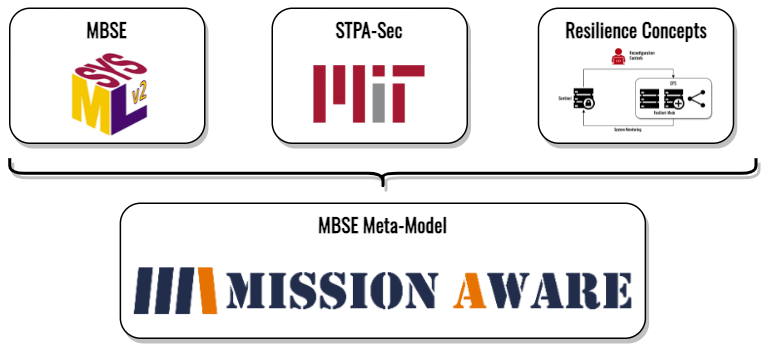 MBSE
STPA-Sec
Resilience Concepts
SYS
ML
v2
MiT
Reconfiguration
Controls
CPS
Sentinel
Resilient Mode
System Monitoring
MBSE Meta-Model
MISSION AWARE